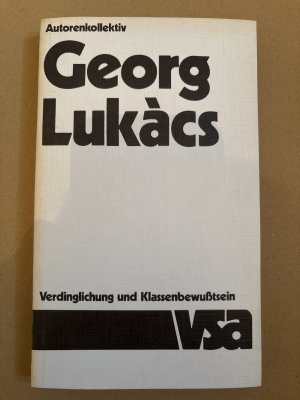 Autorenkollektiv
Georg
Lukàcs
Verdinglichung und Klassenbewußtsein
vsa